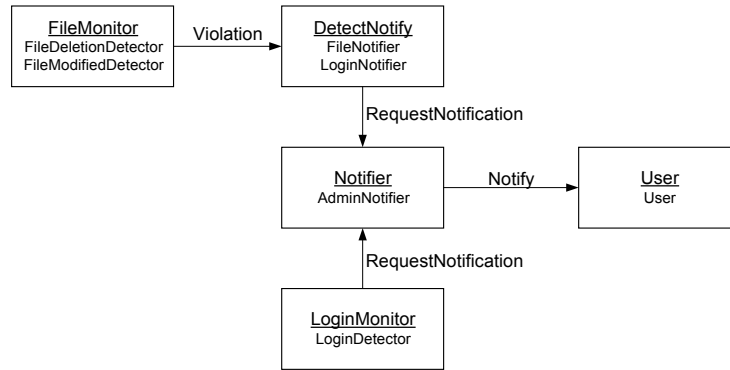 FileMonitor
FileDeletionDetector
FileModifiedDetector
Violation
DetectNotify
FileNotifier
LoginNotifier
RequestNotification
Notifier
AdminNotifier
Notify
User
User
RequestNotification
LoginMonitor
LoginDetector